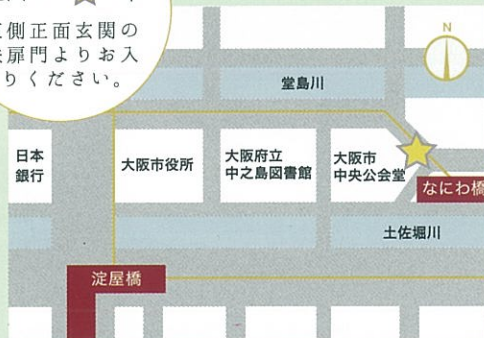 側正面玄関の
扉門よりお入
りください。
N
堂島川
日本
銀行
大阪市役所
大阪府立
中之島図書館
大阪市
中央公会堂
なにわ橋
土佐堀川
淀屋橋